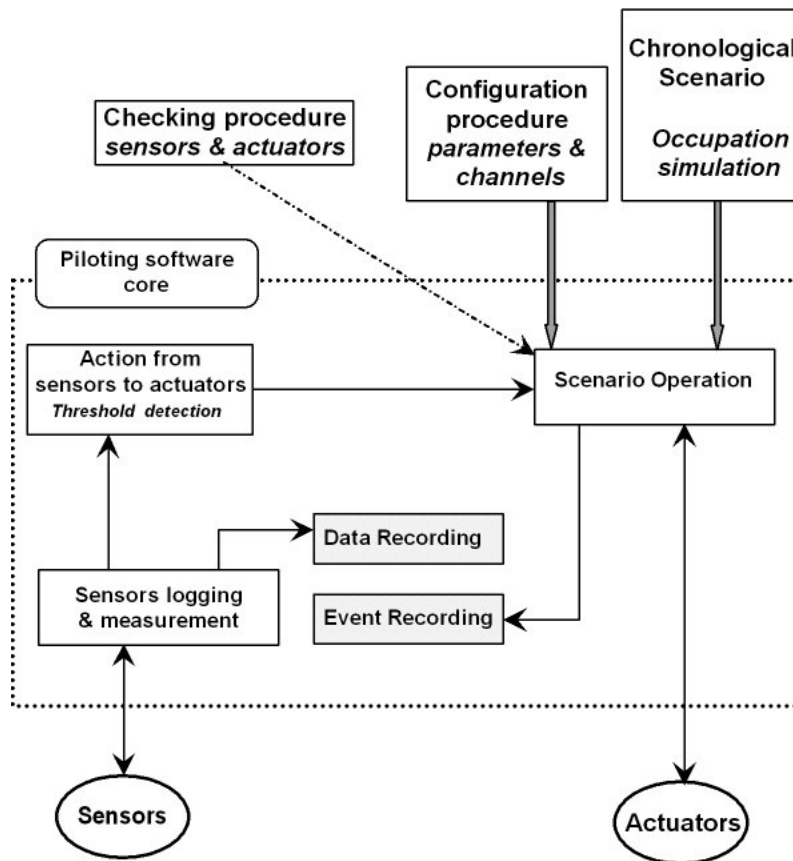 Chronological
Scenario
Occupation
simulation
Configuration
procedure
parameters &
channels
Checking procedure
sensors & actuators
Piloting software
core
Action from
sensors to actuators
Threshold detection
Scenario Operation
Data Recording
Sensors logging
& measurement
Event Recording
Sensors
Actuators